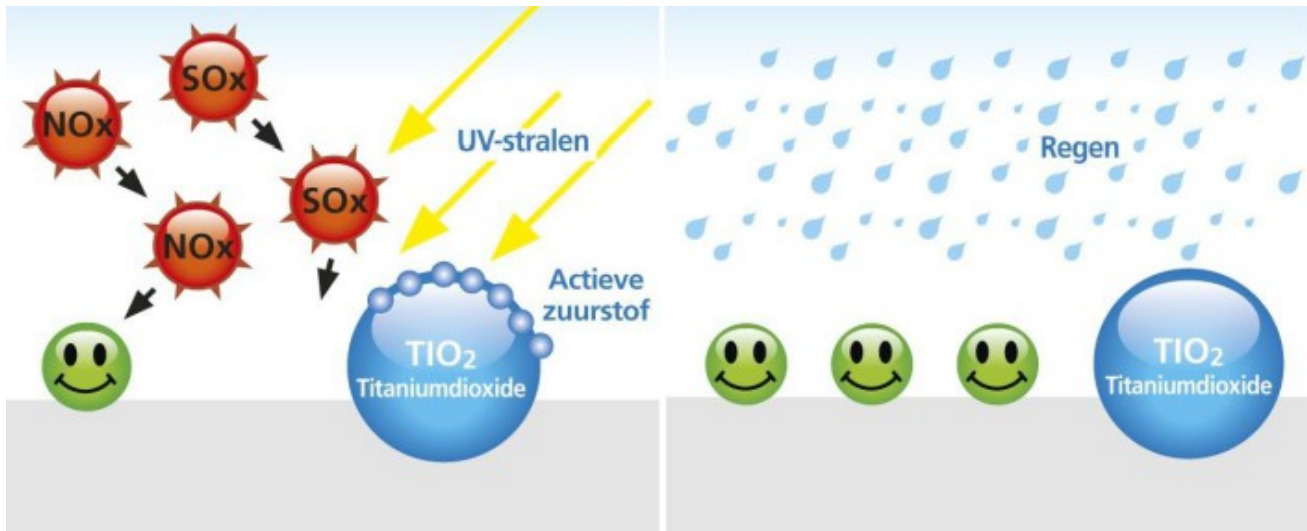 SOx
NOx
UV-stralen
SOx
NOx
Actieve
zuurstof
TIO₂
Titaniumdioxide
Regen
TIO₂
Titaniumdioxide